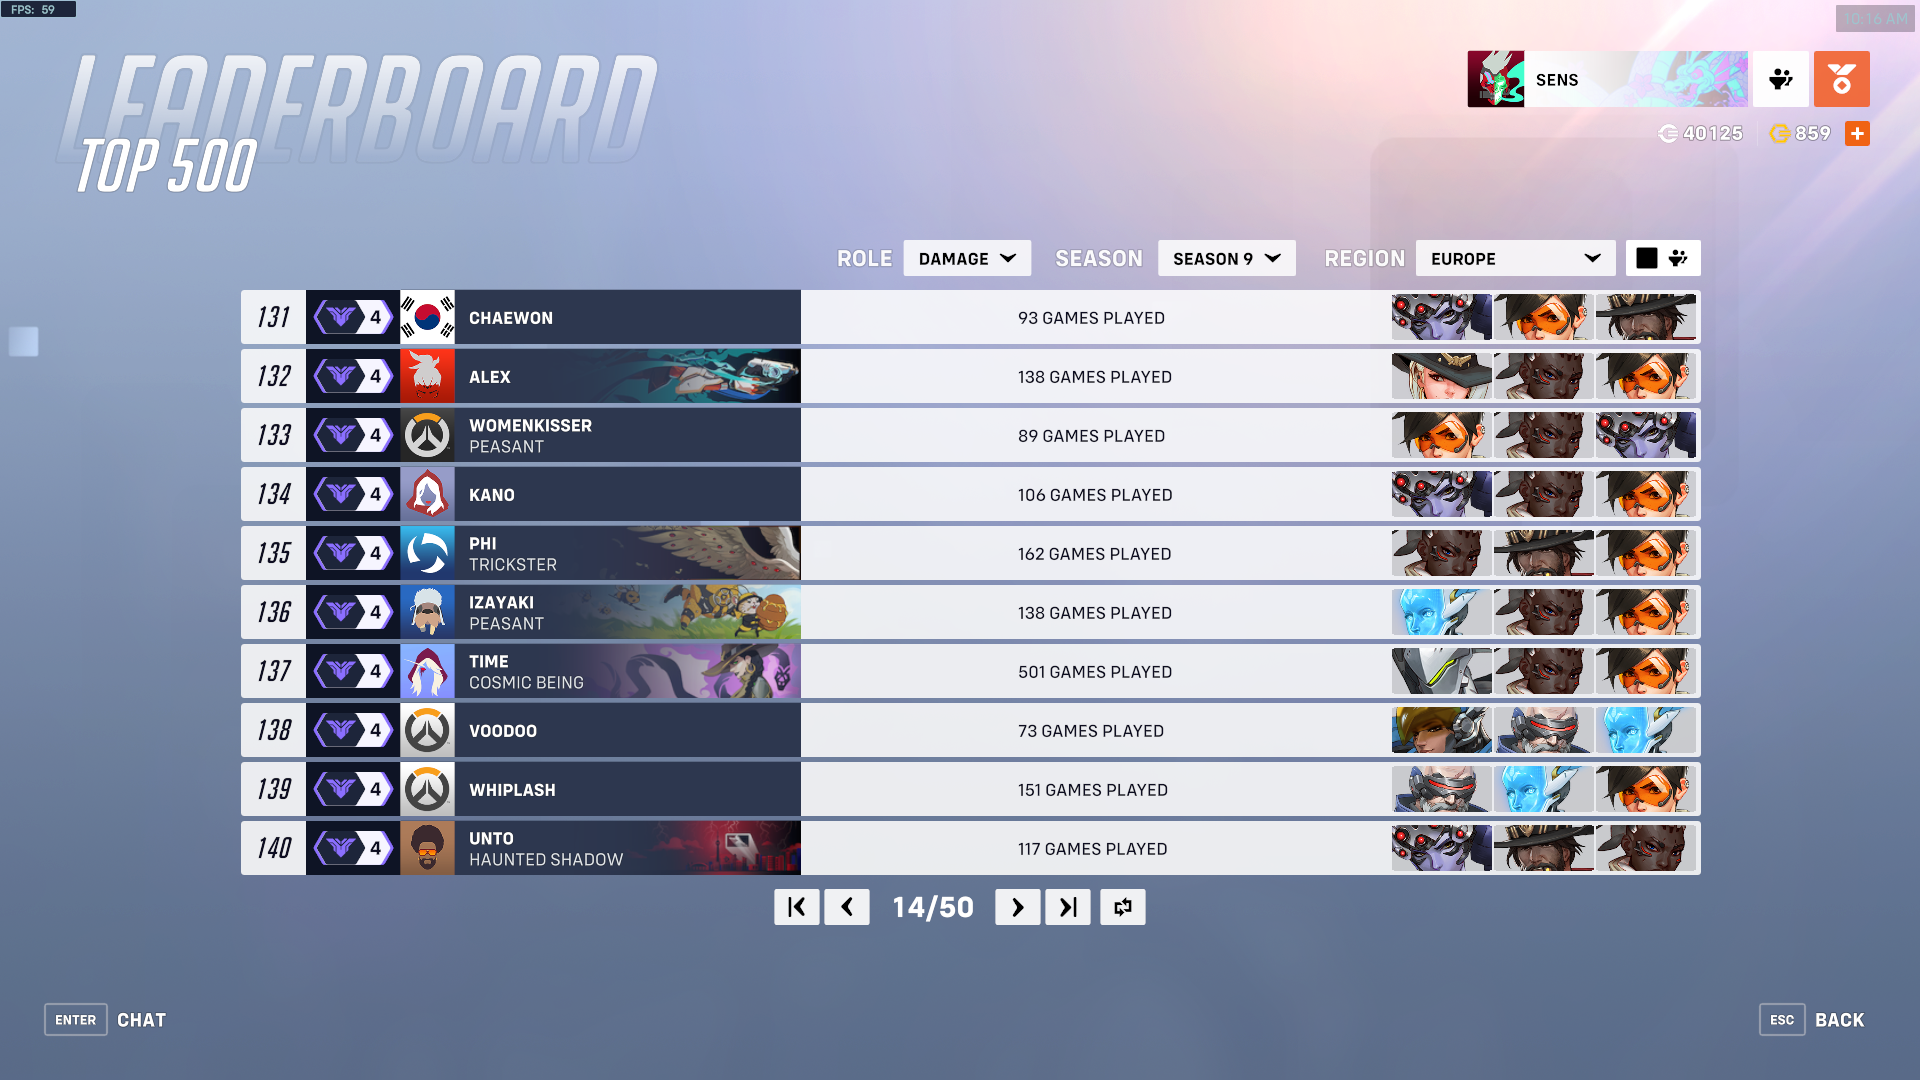 FPS: 59
10:16 AM
LEADERBOARD
TOP 500
SENS
40125
859
ROLE DAMAGE SEASON SEASON 9 REGION EUROPE
131 4 CHAEWON 93 GAMES PLAYED
132 4 ALEX 138 GAMES PLAYED
133 4 WOMENKISSER 89 GAMES PLAYED
PEASANT
134 4 KANO 106 GAMES PLAYED
135 4 PHI 162 GAMES PLAYED
TRICKSTER
136 4 IZAYAKI 138 GAMES PLAYED
PEASANT
137 4 TIME 501 GAMES PLAYED
COSMIC BEING
138 4 VOODOO 73 GAMES PLAYED
139 4 WHIPLASH 151 GAMES PLAYED
140 4 UNTO 117 GAMES PLAYED
HAUNTED SHADOW
14/50
ENTER CHAT
ESC BACK